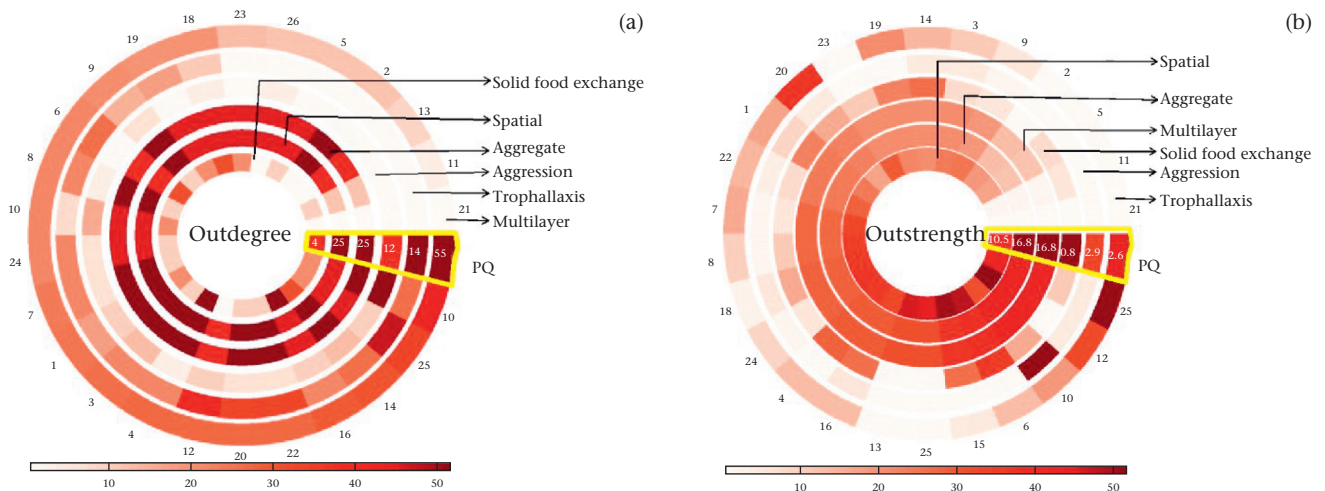 (a)
23
26
5
2
13
11
21
18
19
9
6
8
10
24
7
1
3
4
12
20
22
16
14
25
10
Solid food exchange
Spatial
Aggregate
Aggression
Trophallaxis
Multilayer
Outdegree
4 25 25 12 14 55
PQ
10 20 30 40 50
(b)
14
3
9
2
5
11
21
19
23
20
1
22
7
8
18
24
4
16
13
25
15
6
10
12
25
Spatial
Aggregate
Multilayer
Solid food exchange
Aggression
Trophallaxis
Outstrength
10.5 16.8 16.8 0.8 2.9 2.6
PQ
10 20 30 40 50